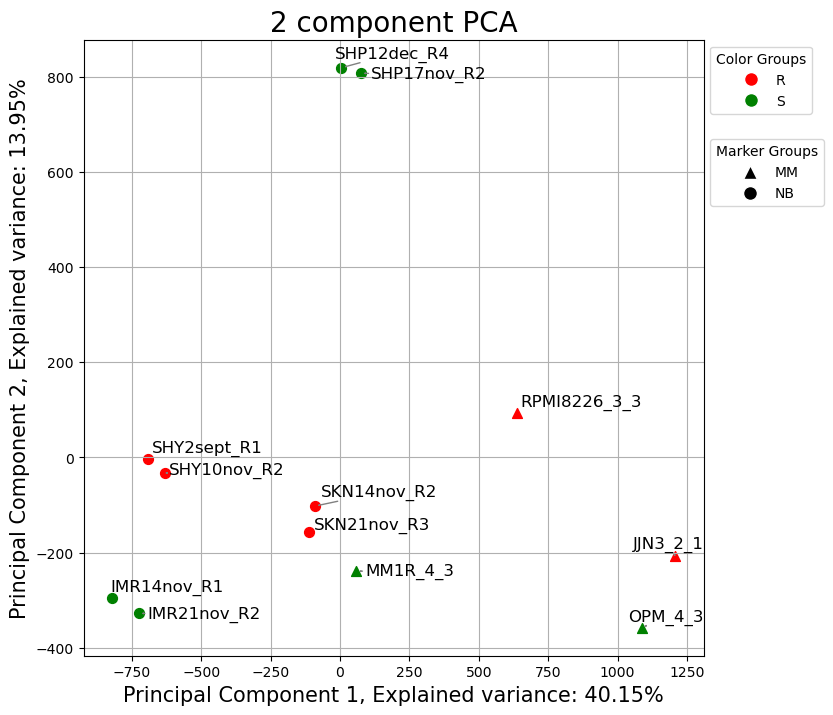 2 component PCA
SHP12dec_R4
SHP17nov_R2
RPMI8226_3_3
SHY2sept_R1
SHY10nov_R2
SKN14nov_R2
SKN21nov_R3
JJN3_2_1
MM1R_4_3
IMR14nov_R1
IMR21nov_R2
OPM_4_3
800
600
400
200
0
−200
−400
−750
−500
−250
0
250
500
750
1000
1250
Principal Component 1, Explained variance: 40.15%
Principal Component 2, Explained variance: 13.95%
Color Groups
R
S
Marker Groups
MM
NB